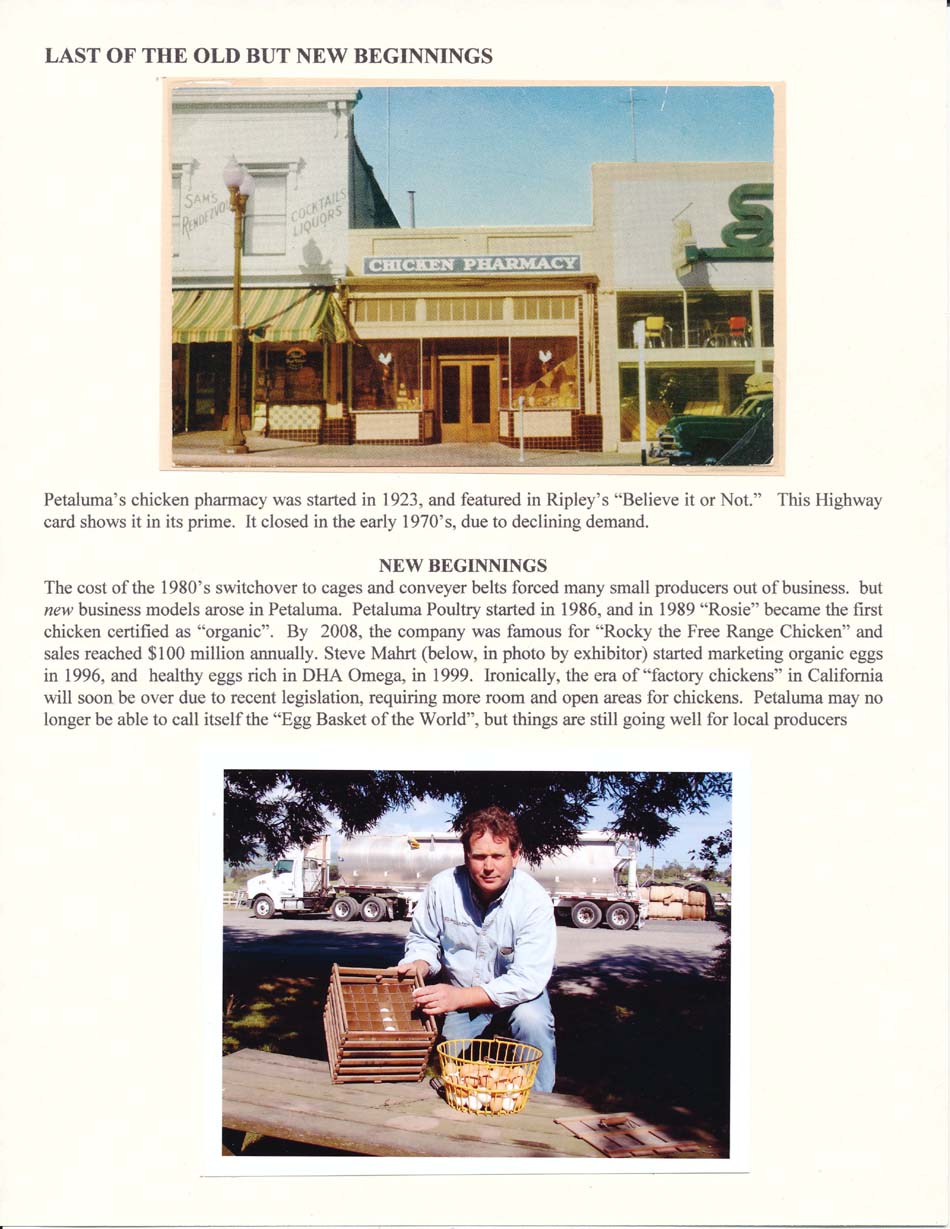 LAST OF THE OLD BUT NEW BEGINNINGS
SAM'S
RENDEZVOU
COCKTAILS
LIQUORS
CHICKEN PHARMACY
S
Petaluma's chicken pharmacy was started in 1923, and featured in Ripley's “Believe it or Not.” This Highway
card shows it in its prime. It closed in the early 1970's, due to declining demand.
NEW BEGINNINGS
The cost of the 1980's switchover to cages and conveyer belts forced many small producers out of business. but
new business models arose in Petaluma. Petaluma Poultry started in 1986, and in 1989 “Rosie” became the first
chicken certified as “organic”. By 2008, the company was famous for “Rocky the Free Range Chicken” and
sales reached $100 million annually. Steve Mahrt (below, in photo by exhibitor) started marketing organic eggs
in 1996, and healthy eggs rich in DHA Omega, in 1999. Ironically, the era of “factory chickens” in California
will soon be over due to recent legislation, requiring more room and open areas for chickens. Petaluma may no
longer be able to call itself the “Egg Basket of the World”, but things are still going well for local producers